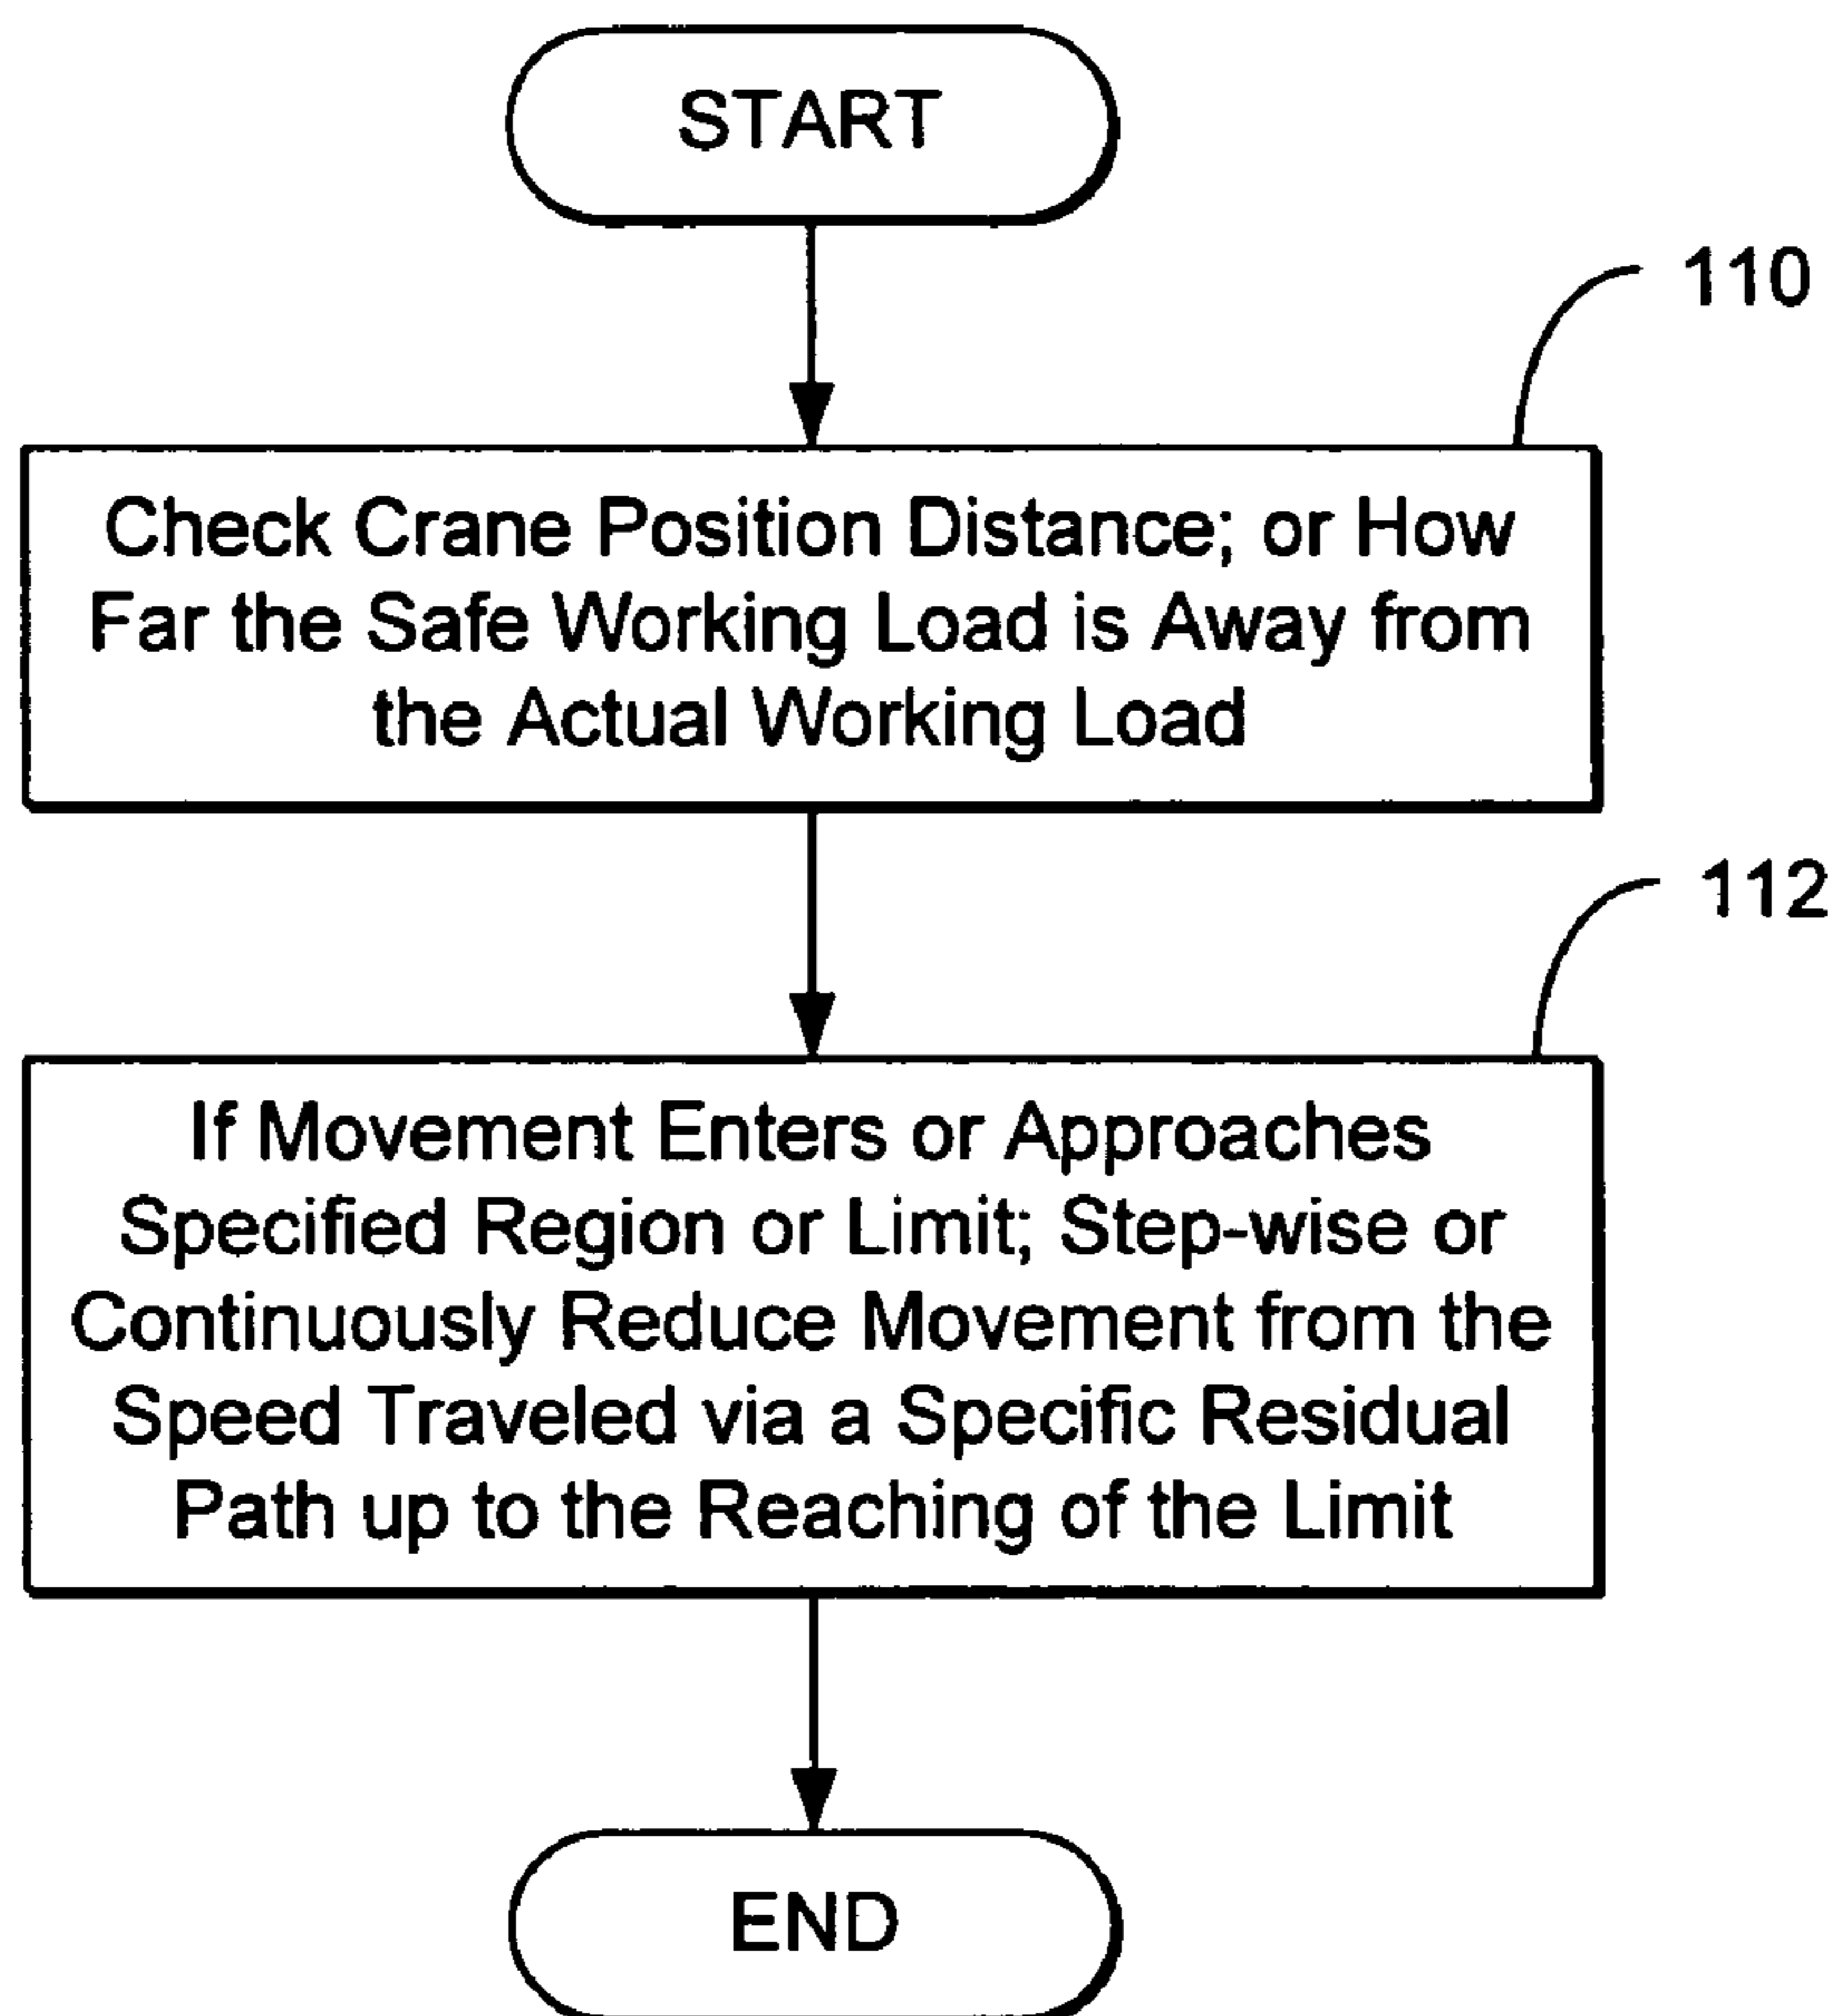 START
110
Check Crane Position Distance; or How
Far the Safe Working Load is Away from
the Actual Working Load
112
If Movement Enters or Approaches
Specified Region or Limit; Step-wise or
Continuously Reduce Movement from the
Speed Traveled via a Specific Residual
Path up to the Reaching of the Limit
END